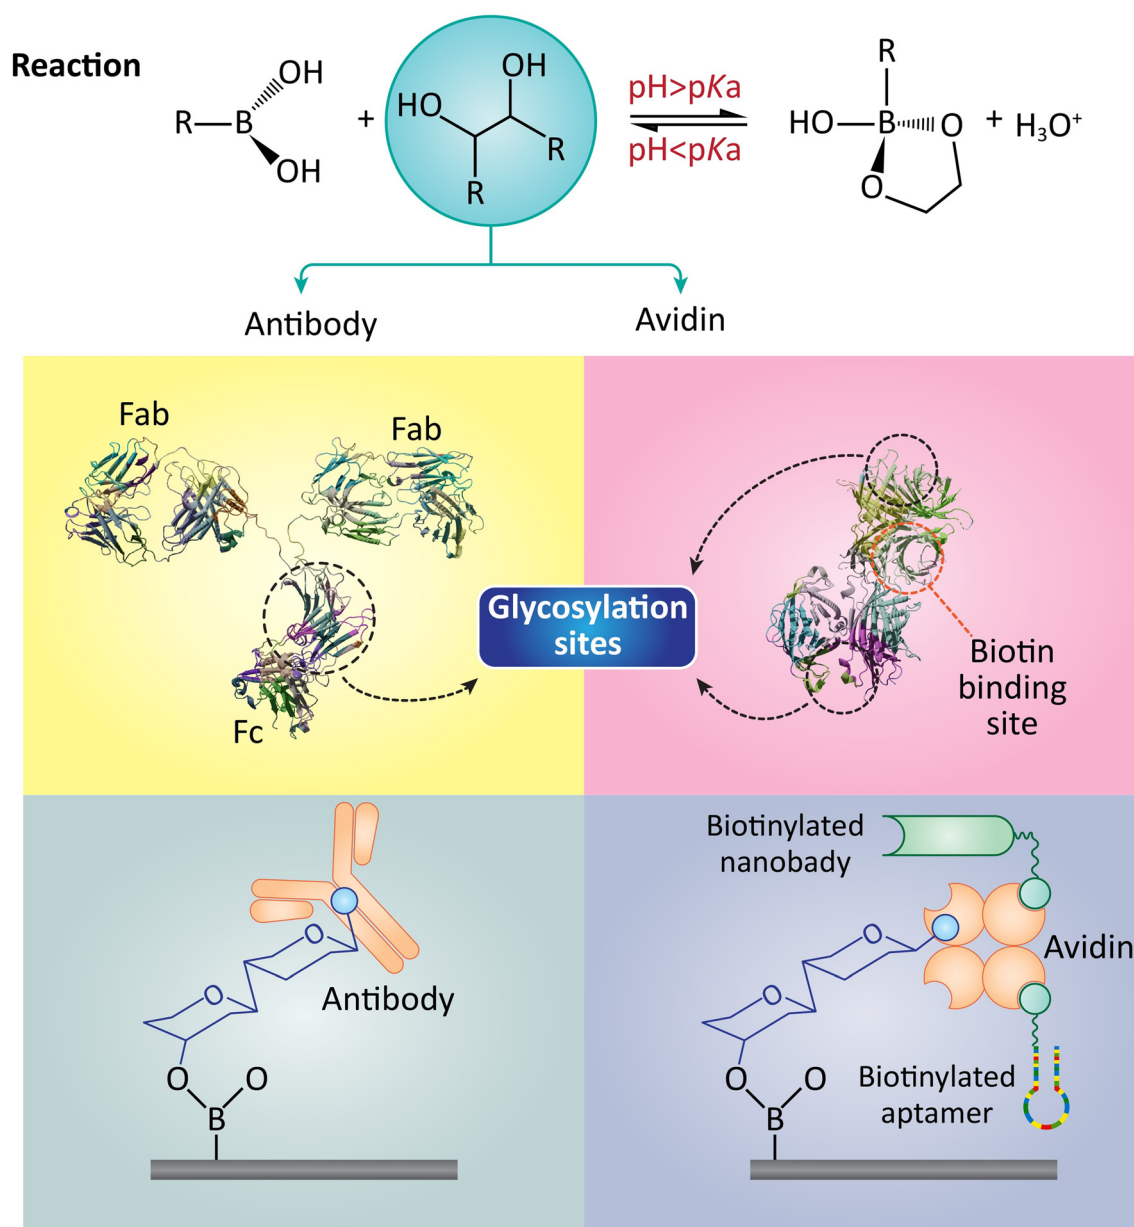 Reaction
R
B
OH
OH
+
HO
OH
R
R
pH>pKa
pH<pKa
R
HO
B
O
O
+
H₃O⁺
Antibody
Avidin
Fab
Fab
Fc
Glycosylation
sites
Biotin
binding
site
O
O
Antibody
O
O
B
Biotinylated
nanobady
O
O
Avidin
O
O
B
Biotinylated
aptamer